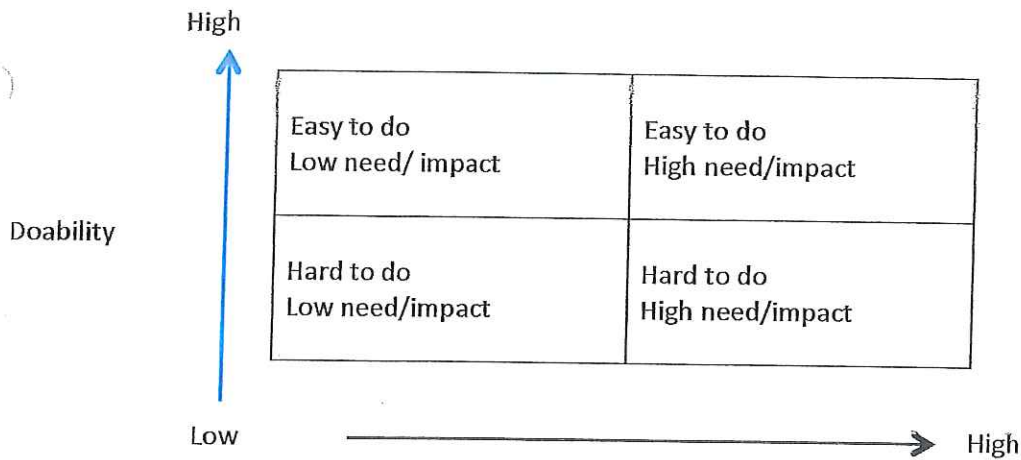 High
Easy to do
Low need/ impact
Easy to do
High need/impact
Doability
Hard to do
Low need/impact
Hard to do
High need/impact
Low
High